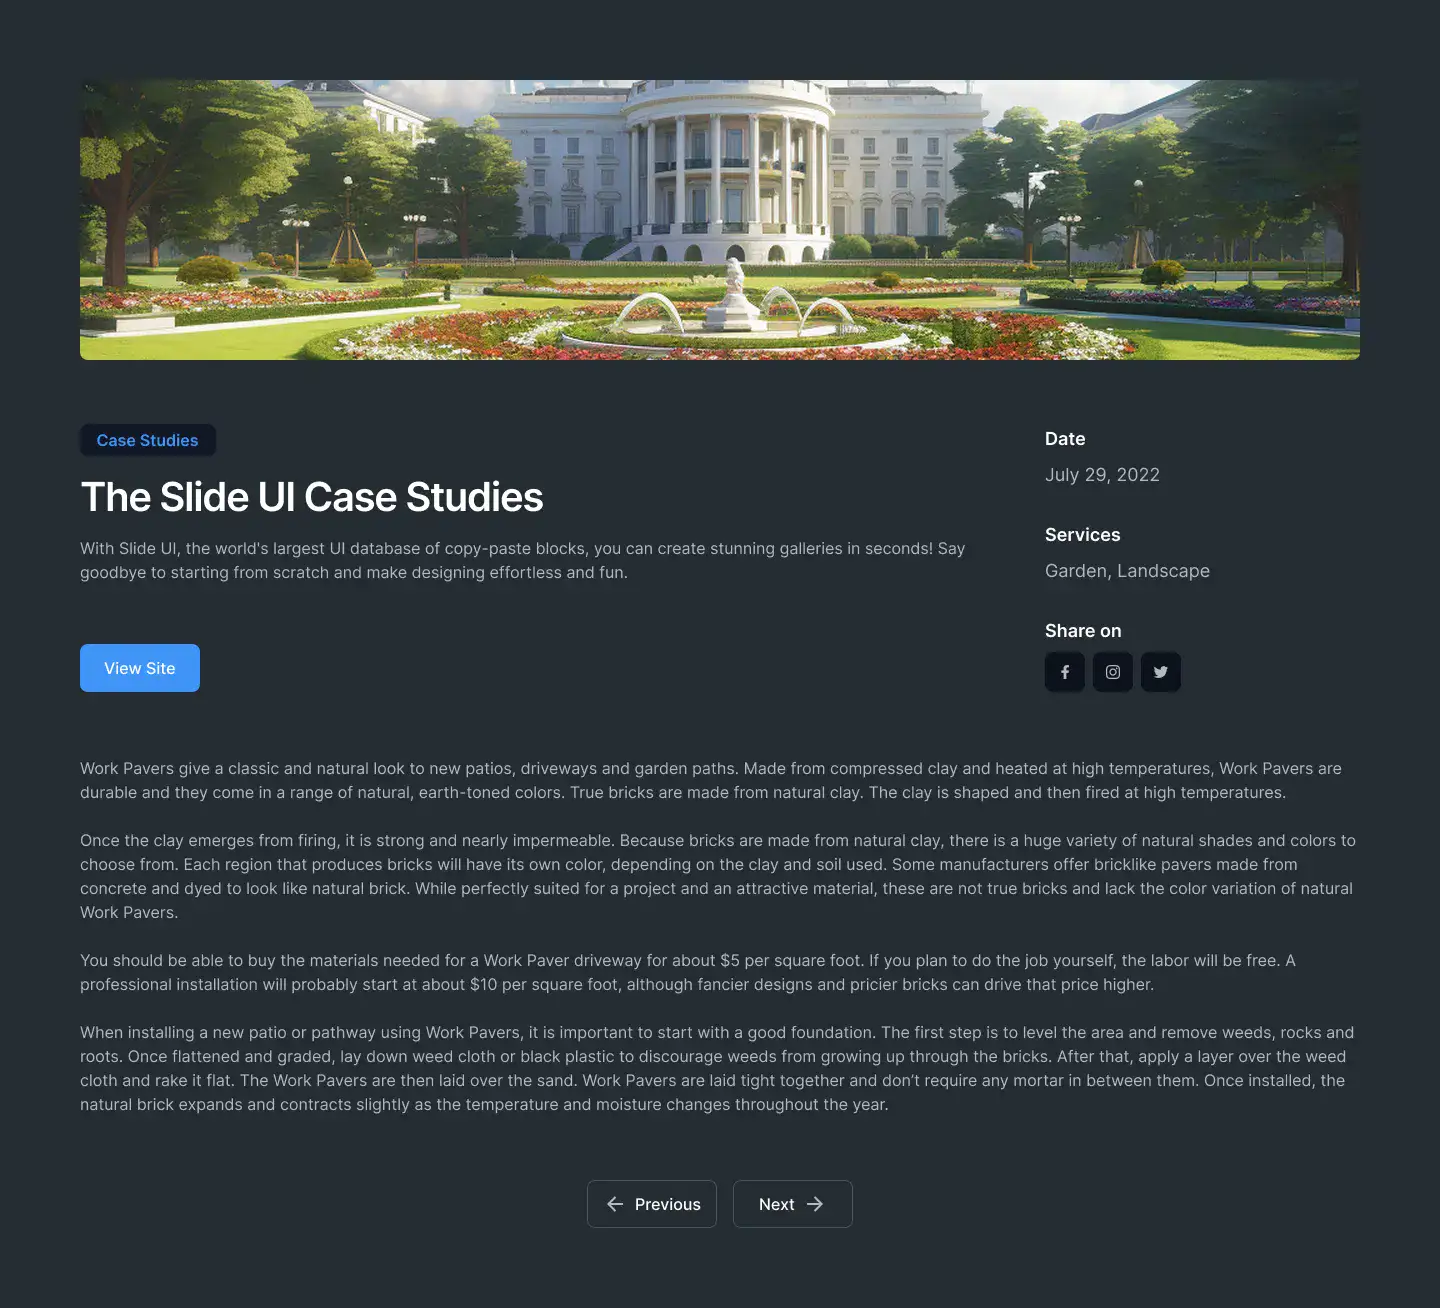 Case Studies
The Slide UI Case Studies
With Slide UI, the world's largest UI database of copy-paste blocks, you can create stunning galleries in seconds! Say
goodbye to starting from scratch and make designing effortless and fun.
View Site
Date
July 29, 2022
Services
Garden, Landscape
Share on
Work Pavers give a classic and natural look to new patios, driveways and garden paths. Made from compressed clay and heated at high temperatures, Work Pavers are
durable and they come in a range of natural, earth-toned colors. True bricks are made from natural clay. The clay is shaped and then fired at high temperatures.
Once the clay emerges from firing, it is strong and nearly impermeable. Because bricks are made from natural clay, there is a huge variety of natural shades and colors to
choose from. Each region that produces bricks will have its own color, depending on the clay and soil used. Some manufacturers offer bricklike pavers made from
concrete and dyed to look like natural brick. While perfectly suited for a project and an attractive material, these are not true bricks and lack the color variation of natural
Work Pavers.
You should be able to buy the materials needed for a Work Paver driveway for about $5 per square foot. If you plan to do the job yourself, the labor will be free. A
professional installation will probably start at about $10 per square foot, although fancier designs and pricier bricks can drive that price higher.
When installing a new patio or pathway using Work Pavers, it is important to start with a good foundation. The first step is to level the area and remove weeds, rocks and
roots. Once flattened and graded, lay down weed cloth or black plastic to discourage weeds from growing up through the bricks. After that, apply a layer over the weed
cloth and rake it flat. The Work Pavers are then laid over the sand. Work Pavers are laid tight together and don’t require any mortar in between them. Once installed, the
natural brick expands and contracts slightly as the temperature and moisture changes throughout the year.
Previous
Next